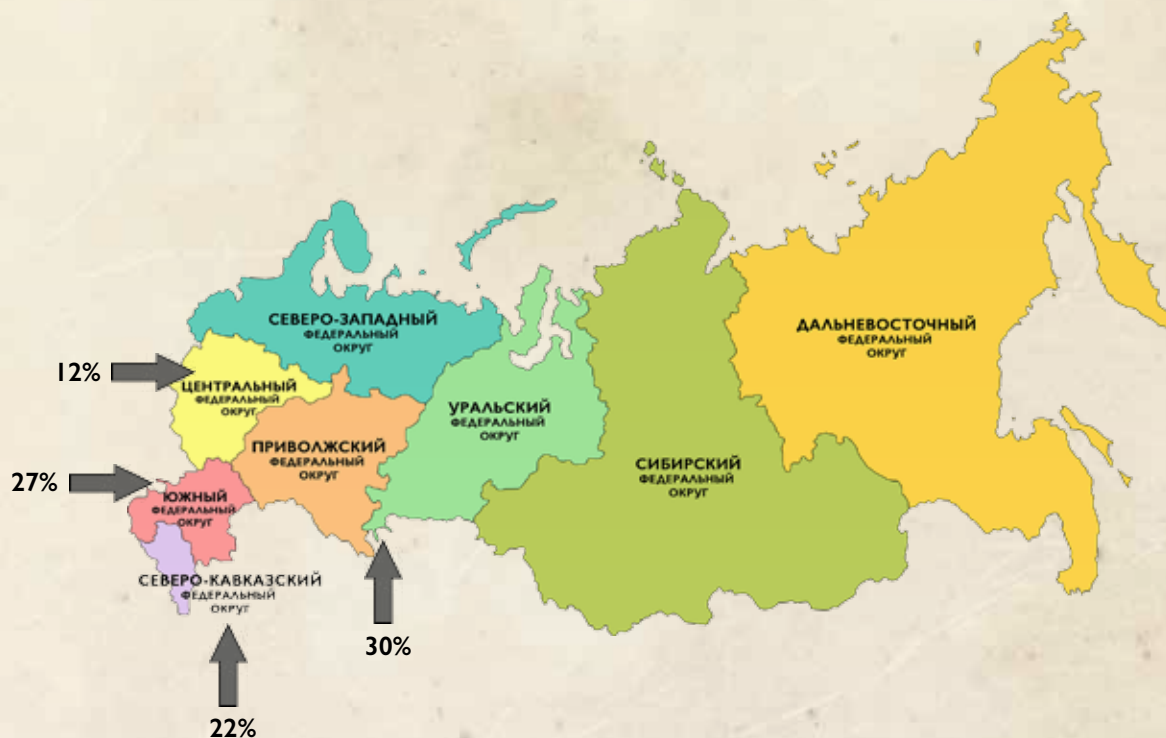 СЕВЕРО-ЗАПАДНЫЙ
ФЕДЕРАЛЬНЫЙ
ОКРУГ
ДАЛЬНЕВОСТОЧНЫЙ
ФЕДЕРАЛЬНЫЙ
ОКРУГ
12%
ЦЕНТРАЛЬНЫЙ
ФЕДЕРАЛЬНЫЙ
ОКРУГ
УРАЛЬСКИЙ
ФЕДЕРАЛЬНЫЙ
ОКРУГ
ПРИВОЛЖСКИЙ
ФЕДЕРАЛЬНЫЙ
ОКРУГ
СИБИРСКИЙ
ФЕДЕРАЛЬНЫЙ
ОКРУГ
27%
ЮЖНЫЙ
ФЕДЕРАЛЬНЫЙ
ОКРУГ
СЕВЕРО-КАВКАЗСКИЙ
ФЕДЕРАЛЬНЫЙ
ОКРУГ
30%
22%